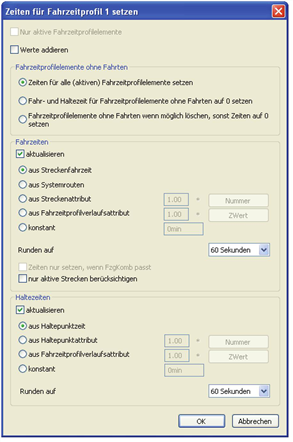 Zeiten für Fahrzeitprofil 1 setzen
Nur aktive Fahrzeitprofilelemente
Werte addieren
Fahrzeitprofilelemente ohne Fahrten
Zeiten für alle (aktiven) Fahrzeitprofilelemente setzen
Fahr- und Haltezeit für Fahrzeitprofilelemente ohne Fahrten auf 0 setzen
Fahrzeitprofilelemente ohne Fahrten wenn möglich löschen, sonst Zeiten auf 0
setzen
Fahrzeiten
aktualisieren
aus Streckenfahrzeit
aus Systemrouten
aus Streckenattribut 1.00 * Nummer
aus Fahrzeitprofilverlaufsattribut 1.00 * ZWert
konstant 0min
Runden auf 60 Sekunden
Zeiten nur setzen, wenn FzgKomb passt
nur aktive Strecken berücksichtigen
Haltezeiten
aktualisieren
aus Haltepunktzeit
aus Haltepunktattribut 1.00 * Nummer
aus Fahrzeitprofilverlaufsattribut 1.00 * ZWert
konstant 0min
Runden auf 60 Sekunden
OK Abbrechen